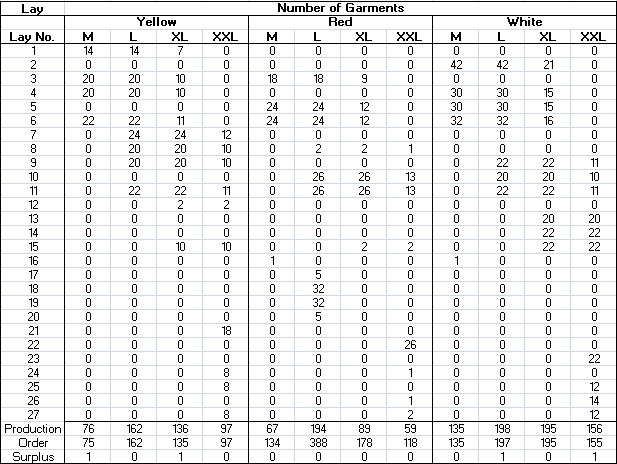 Lay Number of Garments
Yellow Red White
Lay No. M L XL XXL M L XL XXL M L XL XXL
1 14 14 7 0 0 0 0 0 0 0 0 0
2 0 0 0 0 0 0 0 0 42 42 21 0
3 20 20 10 0 18 18 9 0 0 0 0 0
4 20 20 10 0 0 0 0 0 30 30 15 0
5 0 0 0 0 24 24 12 0 30 30 15 0
6 22 22 11 0 24 24 12 0 32 32 16 0
7 0 24 24 12 0 0 0 0 0 0 0 0
8 0 20 20 10 0 2 2 1 0 0 0 0
9 0 20 20 10 0 0 0 0 0 22 22 11
10 0 0 0 0 0 26 26 13 0 20 20 10
11 0 22 22 11 0 26 26 13 0 22 22 11
12 0 0 2 2 0 0 0 0 0 0 0 0
13 0 0 0 0 0 0 0 0 0 0 20 20
14 0 0 0 0 0 0 0 0 0 0 22 22
15 0 0 10 10 0 0 2 2 0 0 22 22
16 0 0 0 0 1 0 0 0 1 0 0 0
17 0 0 0 0 0 5 0 0 0 0 0 0
18 0 0 0 0 0 32 0 0 0 0 0 0
19 0 0 0 0 0 32 0 0 0 0 0 0
20 0 0 0 0 0 5 0 0 0 0 0 0
21 0 0 0 18 0 0 0 0 0 0 0 0
22 0 0 0 0 0 0 0 26 0 0 0 0
23 0 0 0 0 0 0 0 0 0 0 0 22
24 0 0 0 8 0 0 0 1 0 0 0 0
25 0 0 0 8 0 0 0 0 0 0 0 12
26 0 0 0 0 0 0 0 1 0 0 0 14
27 0 0 0 8 0 0 0 2 0 0 0 12
Production 76 162 136 97 67 194 89 59 135 198 195 156
Order 75 162 135 97 134 388 178 118 135 197 195 155
Surplus 1 0 1 0 0 0 0 0 0 1 0 1